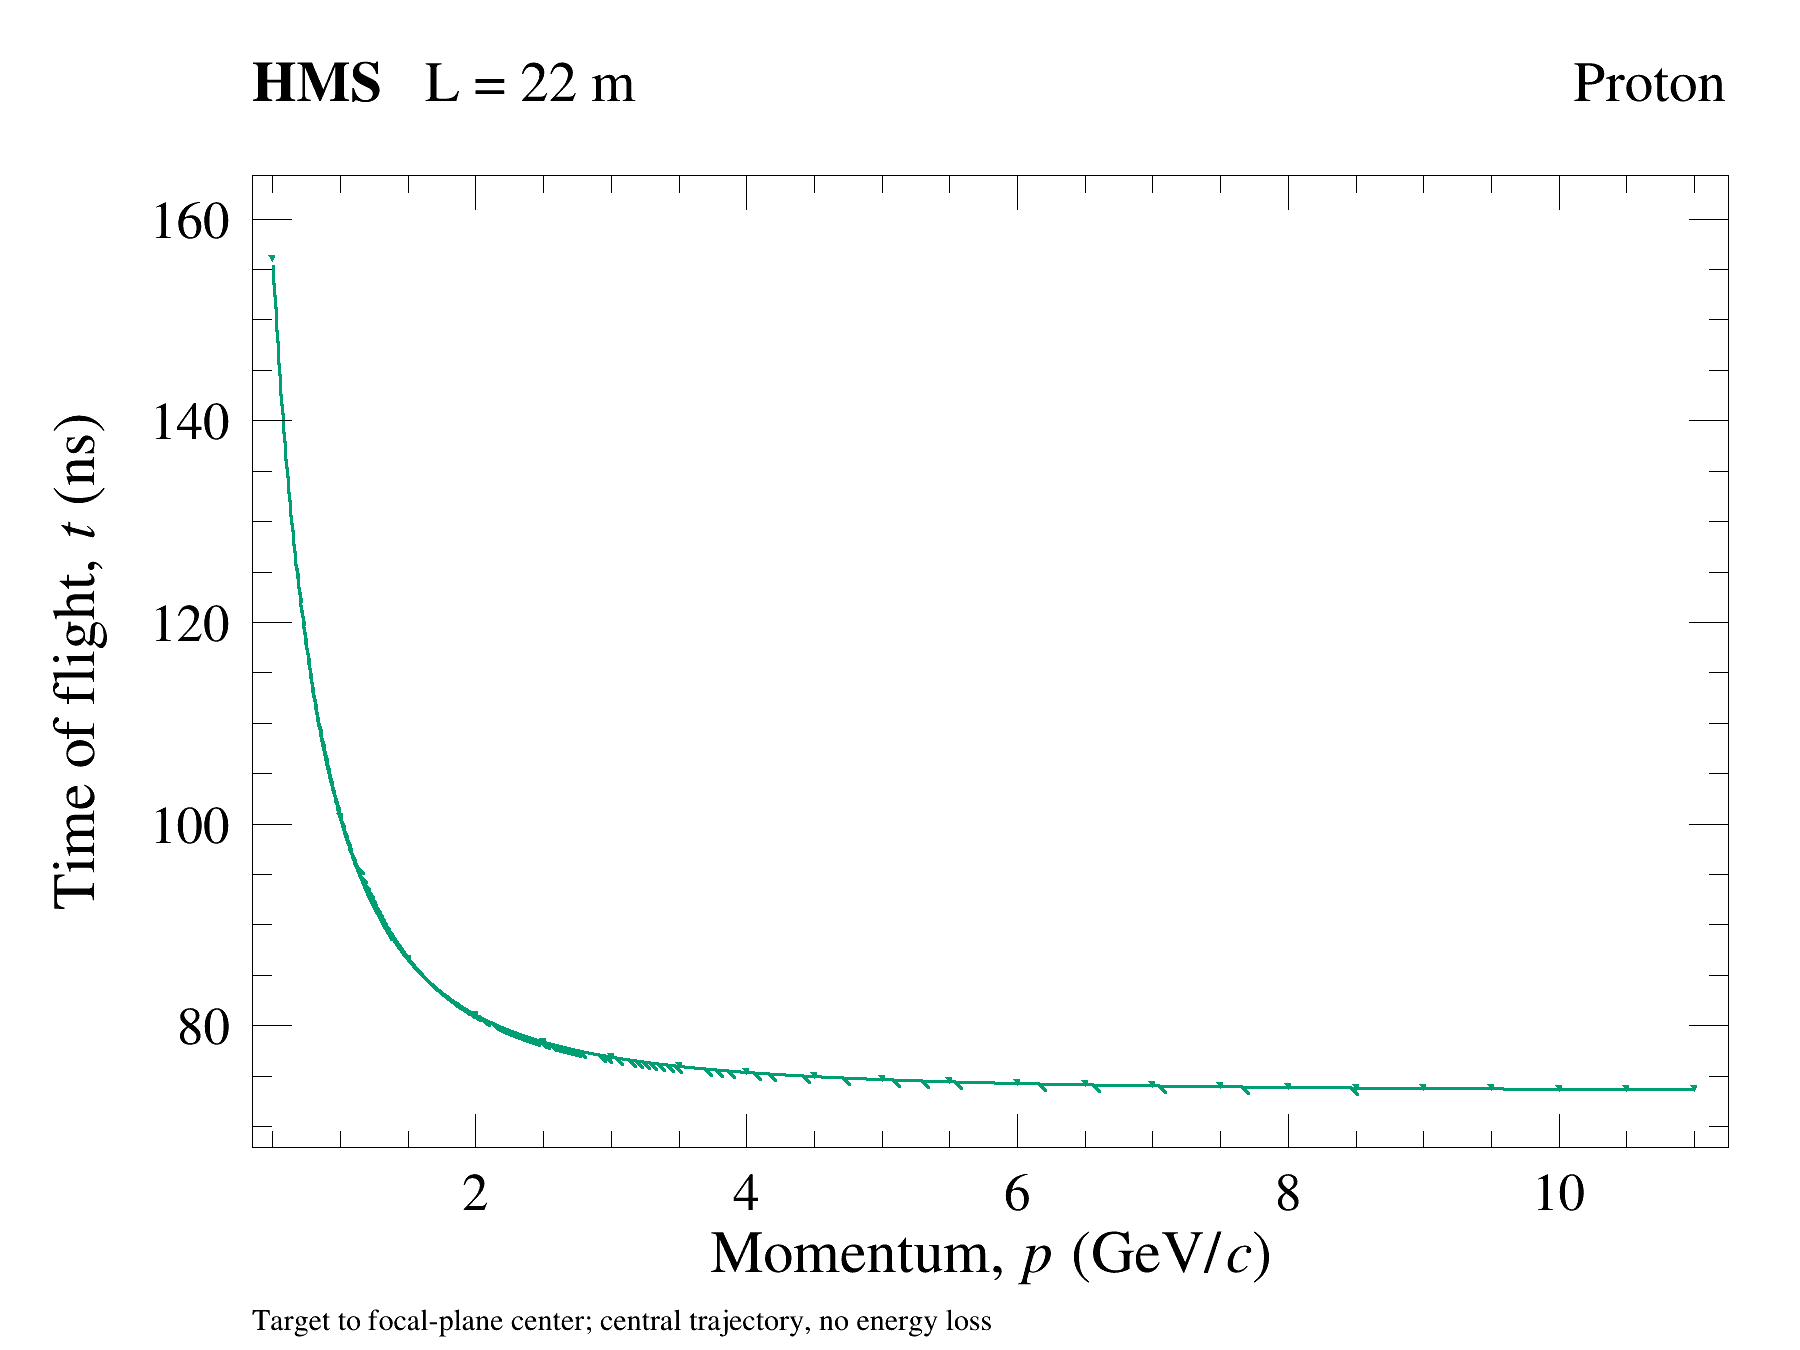 HMS L = 22 m
Proton
160
140
120
100
80
Time of flight, t (ns)
2 4 6 8 10
Momentum, p (GeV/c)
Target to focal-plane center; central trajectory, no energy loss